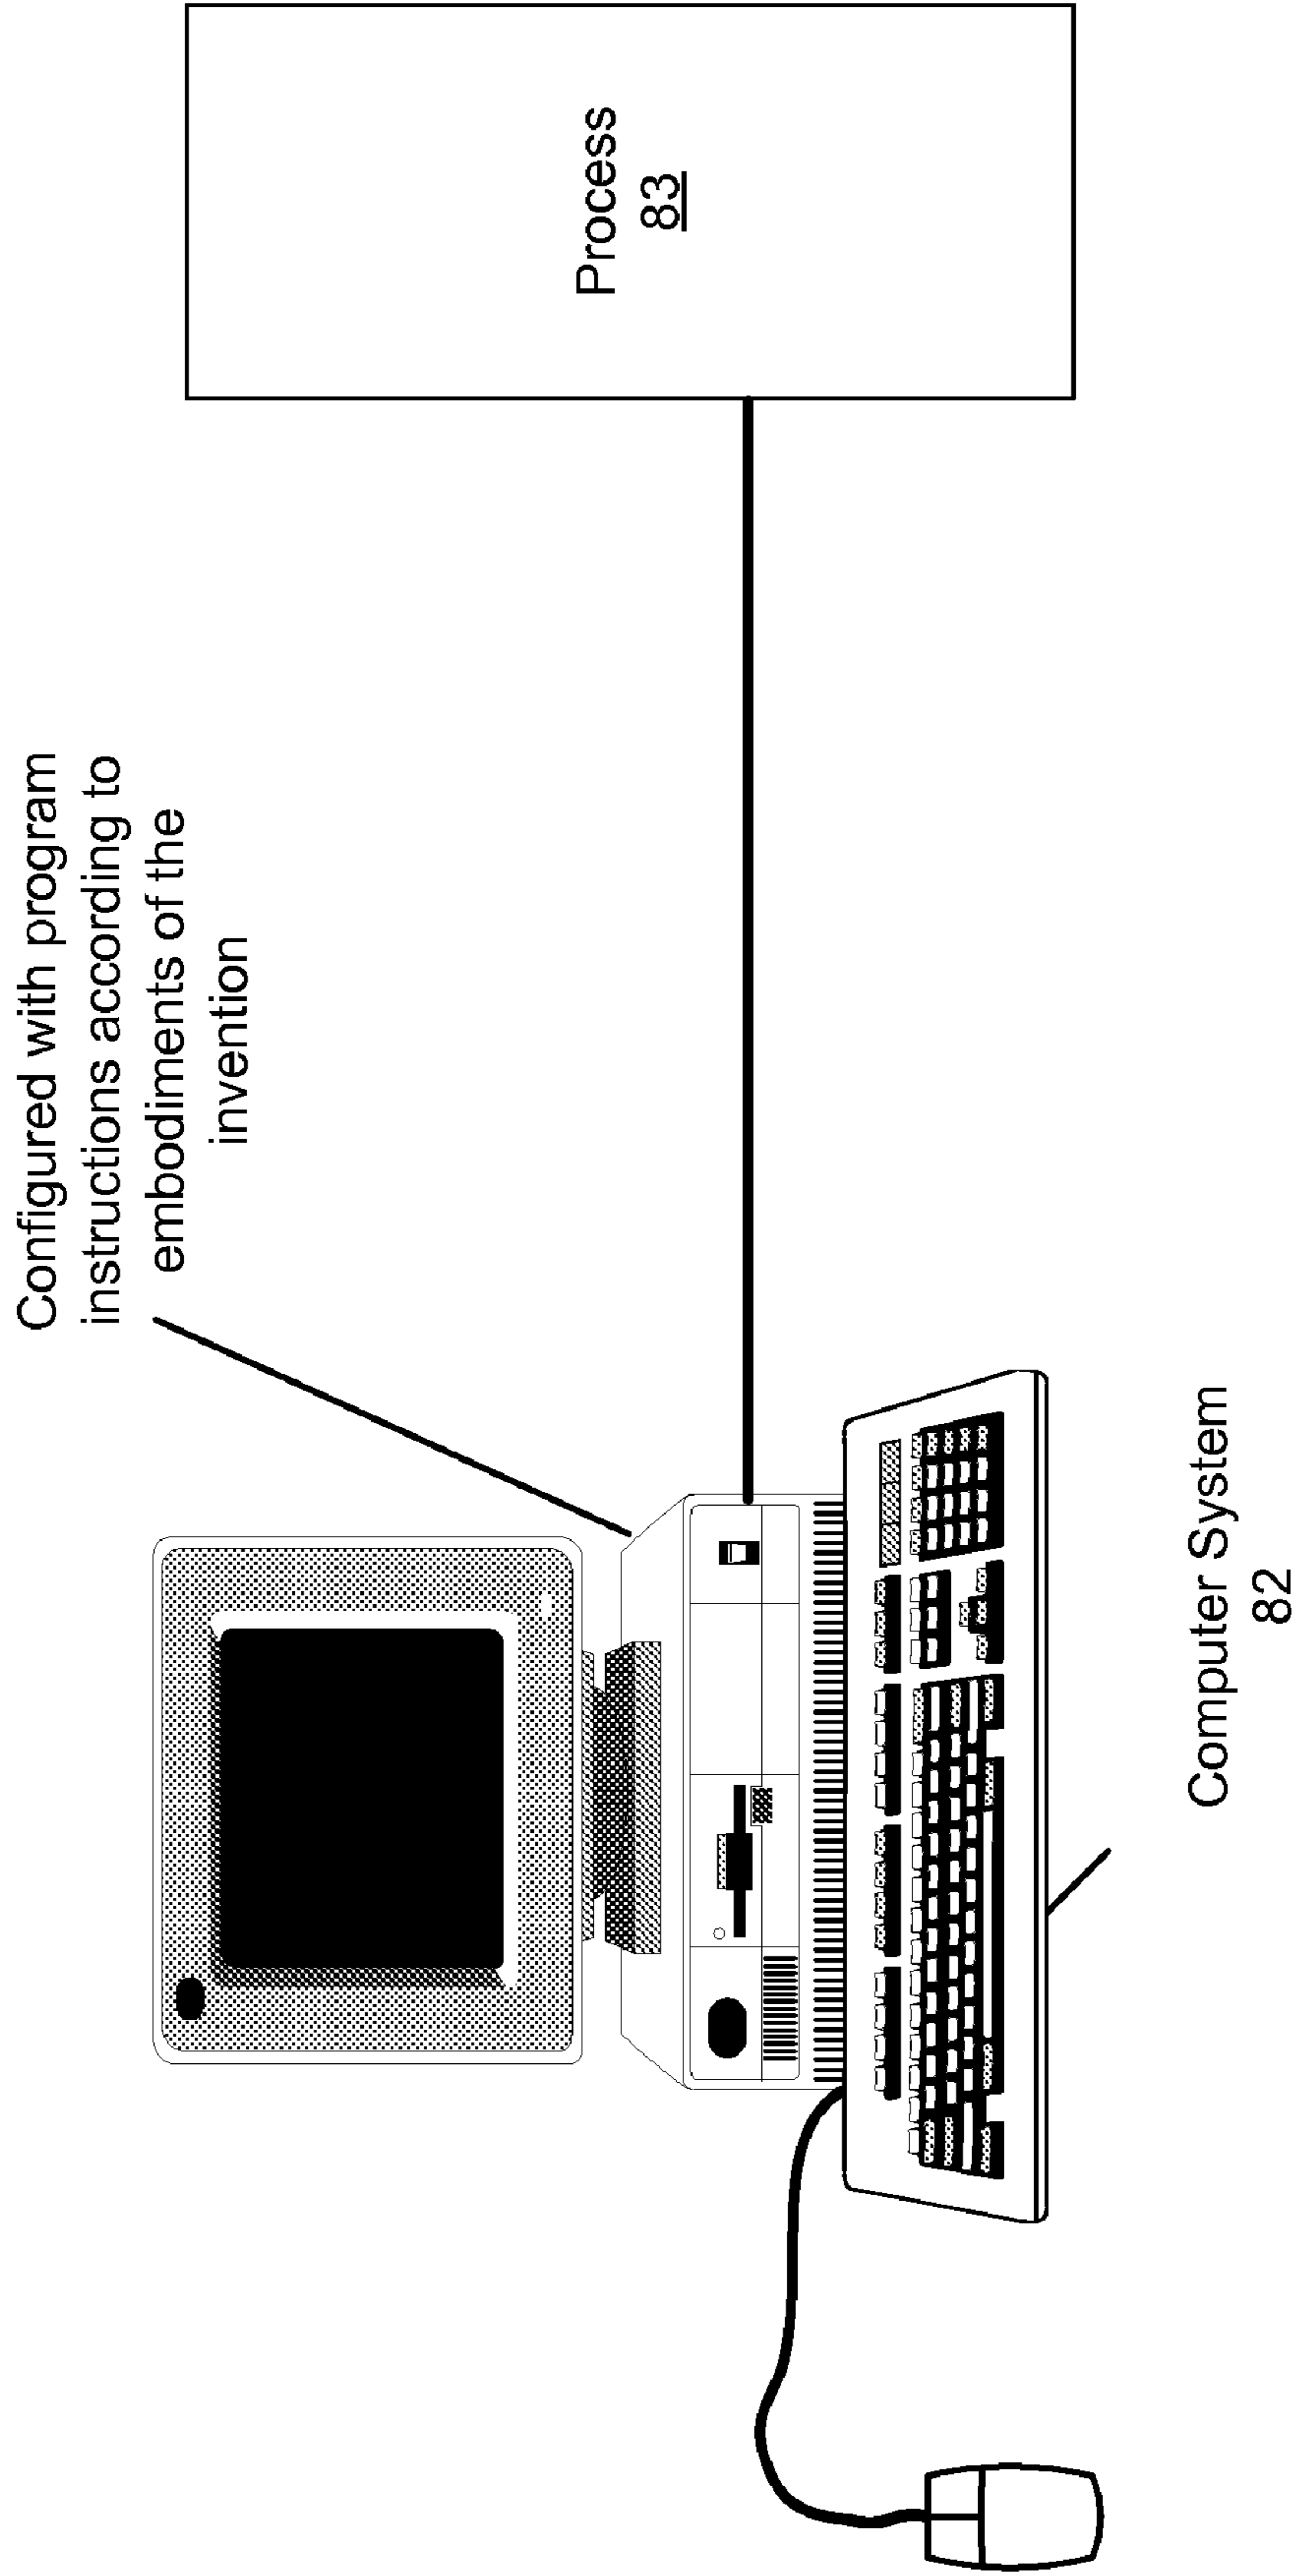 Configured with program
instructions according to
embodiments of the
invention
Process
83
Computer System
82